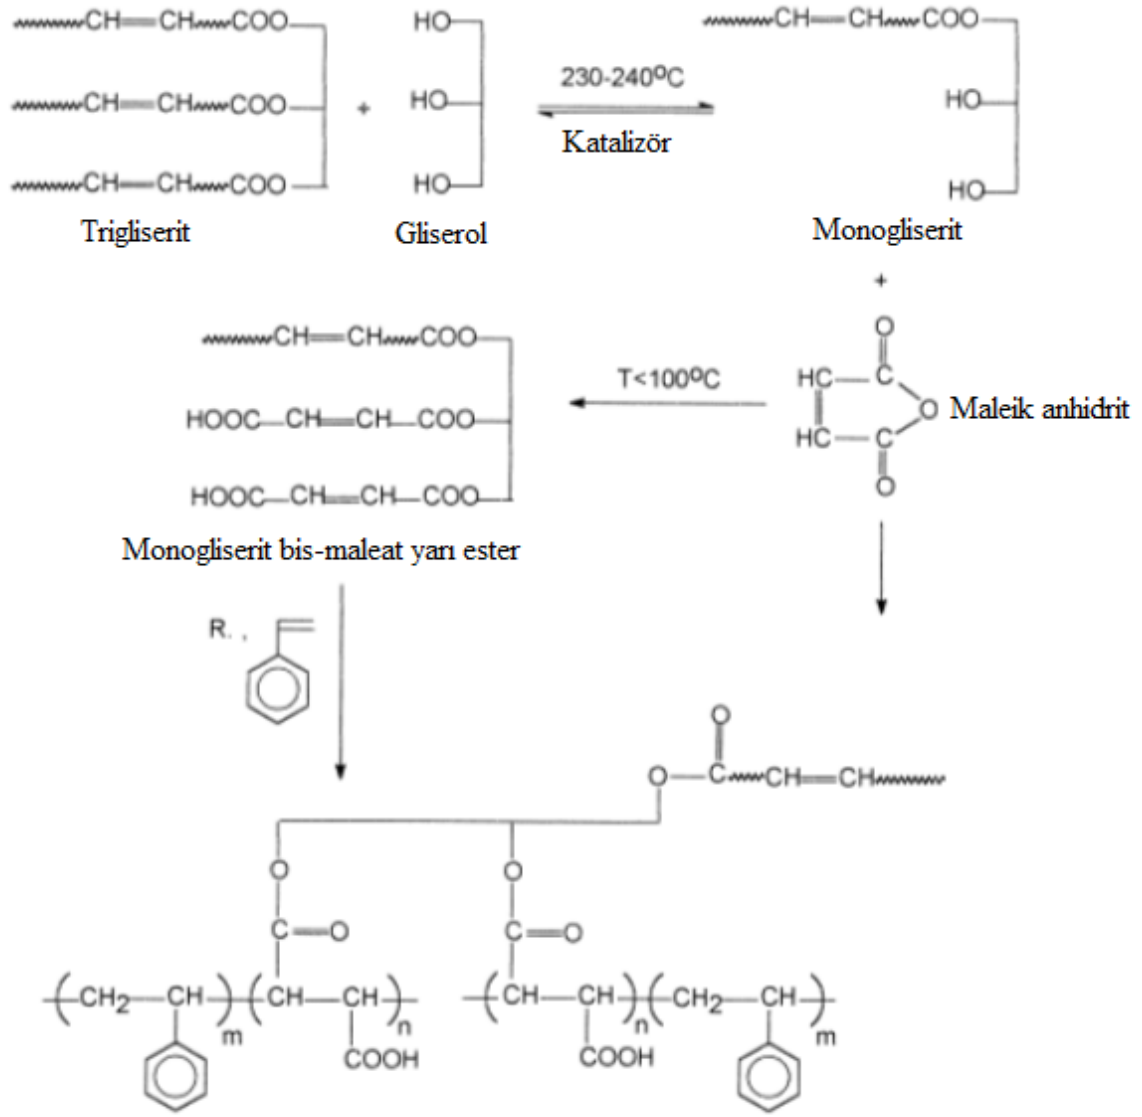 CH=CH COO HO CH=CH COO
230-240ºC
CH=CH COO + HO HO
Katalizör
CH=CH COO HO HO
Trigliserit Gliserol Monogliserit
+
O
CH=CH COO
T<100ºC HC—C
HOOC—CH=CH—COO O Maleik anhidrit
HC—C
HOOC—CH=CH—COO O
Monogliserit bis-maleat yarı ester
R. ,
O
O—C CH=CH
O O
C=O C=O
(CH2—CH)m (CH—CH)n (CH—CH)n (CH2—CH)m
COOH COOH